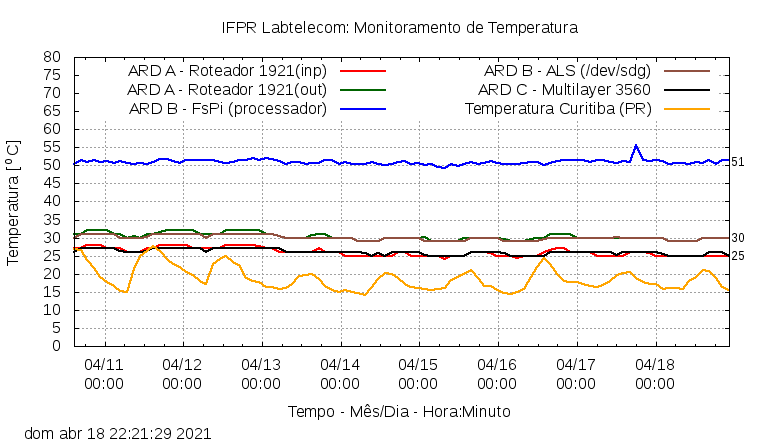 IFPR Labtelecom: Monitoramento de Temperatura
Temperatura [ º C]
80
75
70
65
60
55
50
45
40
35
30
25
20
15
10
5
0
ARD A - Roteador 1921(inp)
ARD A - Roteador 1921(out)
ARD B - FsPi (processador)
ARD B - ALS (/dev/sdg)
ARD C - Multilayer 3560
Temperatura Curitiba (PR)
51
30
25
04/11 04/12 04/13 04/14 04/15 04/16 04/17 04/18
00:00 00:00 00:00 00:00 00:00 00:00 00:00 00:00
Tempo - Mês/Dia - Hora:Minuto
dom abr 18 22:21:29 2021